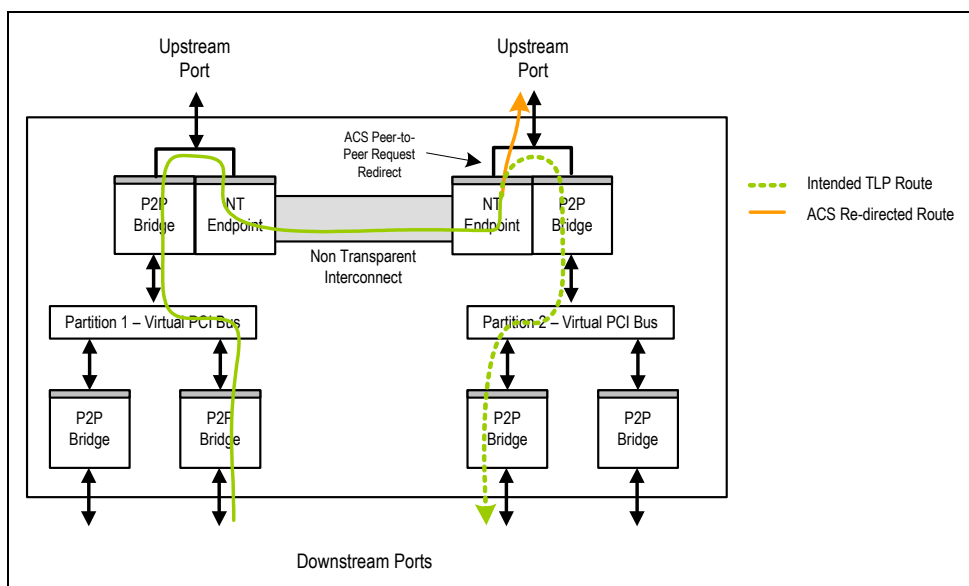 Upstream
Port
Upstream
Port
ACS Peer-to-
Peer Request
Redirect
P2P
Bridge
NT
Endpoint
NT
Endpoint
P2P
Bridge
Intended TLP Route
ACS Re-directed Route
Non Transparent
Interconnect
Partition 1 – Virtual PCI Bus
Partition 2 – Virtual PCI Bus
P2P
Bridge
P2P
Bridge
P2P
Bridge
P2P
Bridge
Downstream Ports